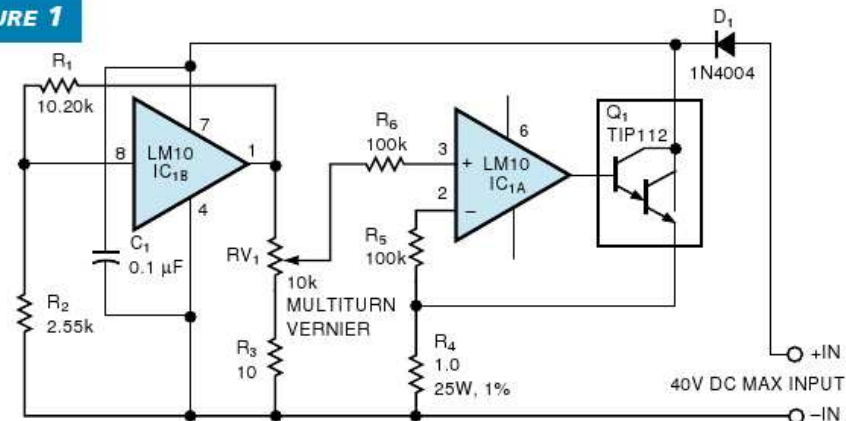 URE 1
D1
1N4004
R1
10.20k
7
8
LM10
IC1B
1
4
C1
0.1 µF
R2
2.55k
RV1
10k
MULTITURN
VERNIER
R3
10
R6
100k
3
+
6
LM10
IC1A
2
–
R5
100k
Q1
TIP112
R4
1.0
25W, 1%
+IN
40V DC MAX INPUT
–IN